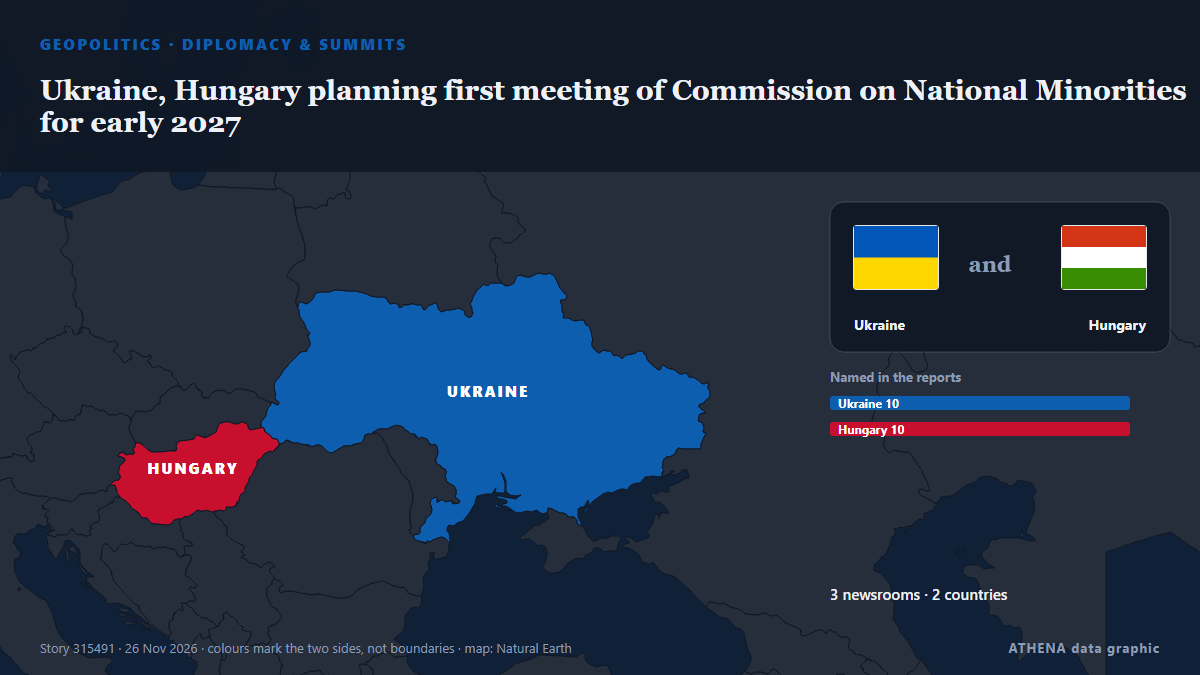 GEOPOLITICS · DIPLOMACY & SUMMITS
Ukraine, Hungary planning first meeting of Commission on National Minorities
for early 2027
and
Ukraine
Hungary
Named in the reports
Ukraine 10
Hungary 10
UKRAINE
HUNGARY
3 newsrooms · 2 countries
Story 315491 · 26 Nov 2026 · colours mark the two sides, not boundaries · map: Natural Earth
ATHENA data graphic